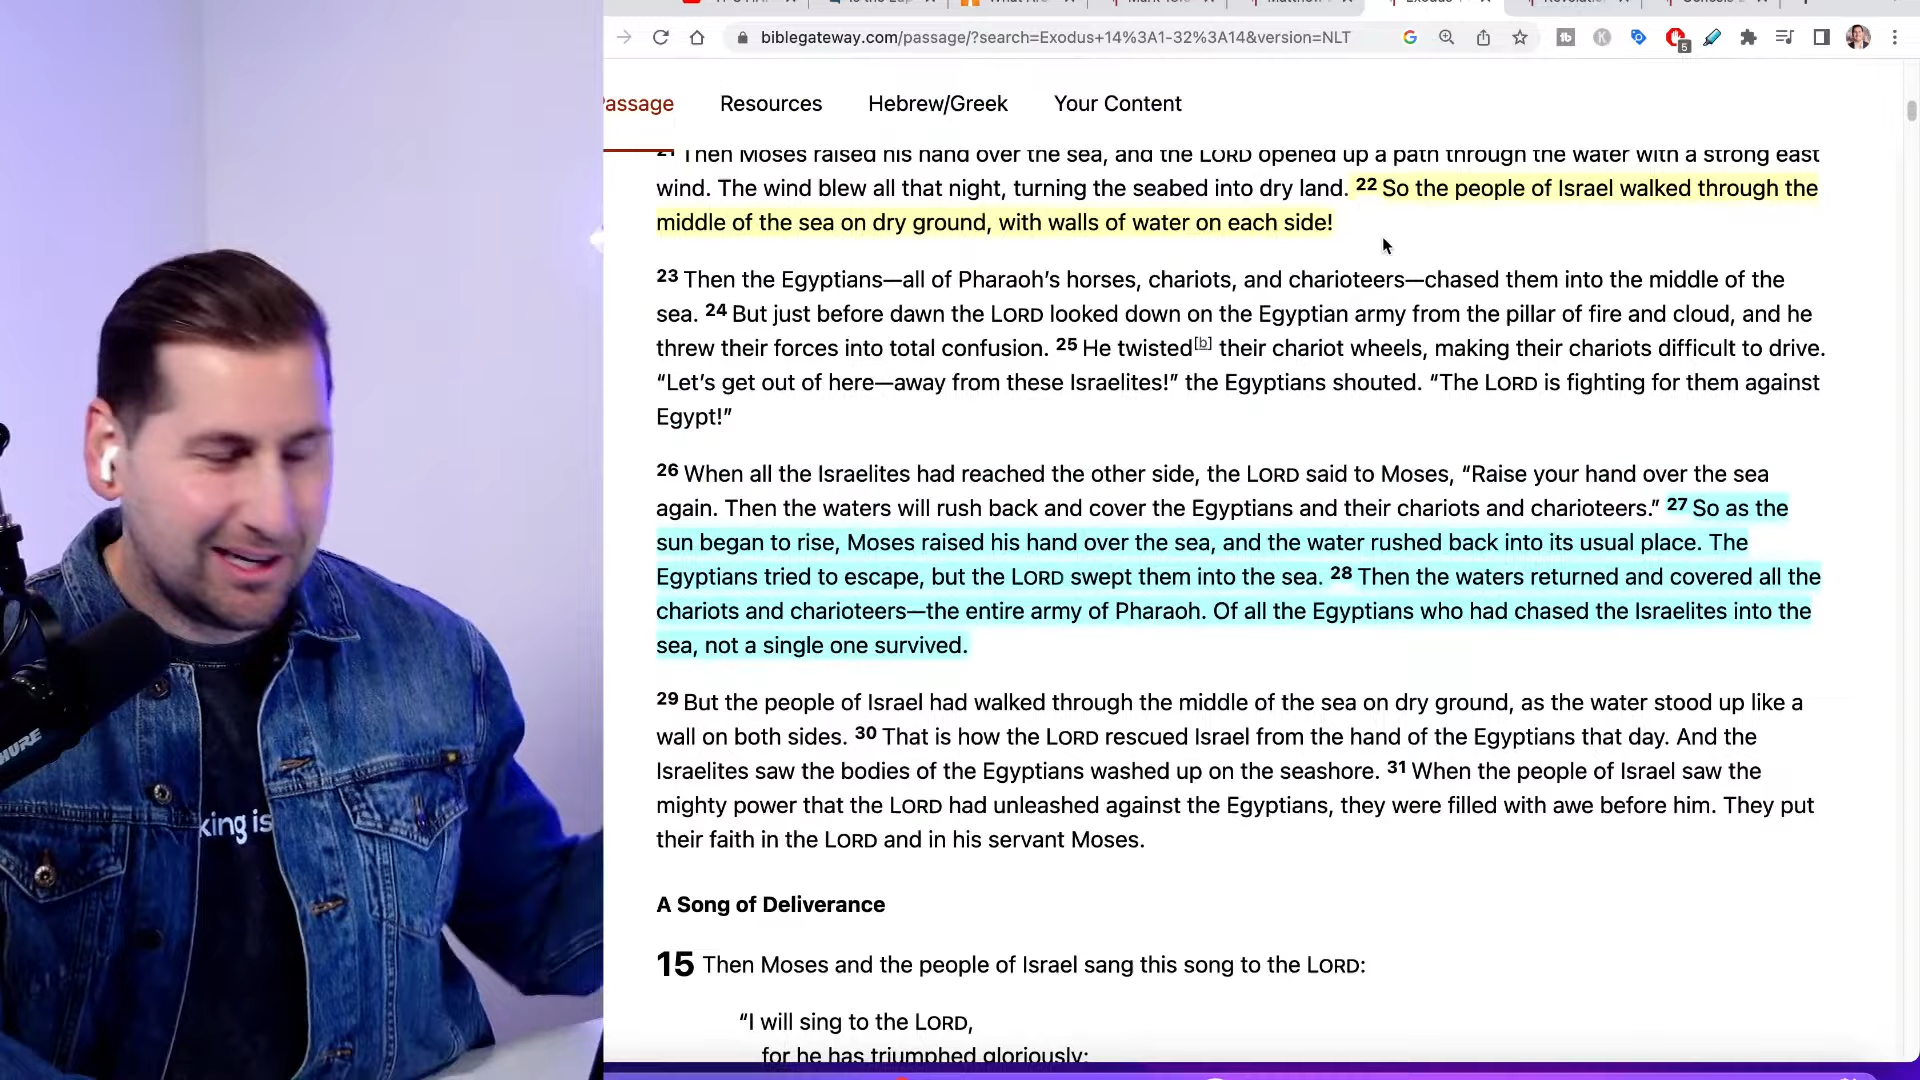 biblegateway.com/passage/?search=Exodus+14%3A1-32%3A14&version=NLT
5
Passage Resources Hebrew/Greek Your Content
21 Then Moses raised his hand over the sea, and the LORD opened up a path through the water with a strong east
wind. The wind blew all that night, turning the seabed into dry land. 22 So the people of Israel walked through the
middle of the sea on dry ground, with walls of water on each side!
23 Then the Egyptians—all of Pharaoh’s horses, chariots, and charioteers—chased them into the middle of the
sea. 24 But just before dawn the LORD looked down on the Egyptian army from the pillar of fire and cloud, and he
threw their forces into total confusion. 25 He twisted[b] their chariot wheels, making their chariots difficult to drive.
“Let’s get out of here—away from these Israelites!” the Egyptians shouted. “The LORD is fighting for them against
Egypt!”
26 When all the Israelites had reached the other side, the LORD said to Moses, “Raise your hand over the sea
again. Then the waters will rush back and cover the Egyptians and their chariots and charioteers.” 27 So as the
sun began to rise, Moses raised his hand over the sea, and the water rushed back into its usual place. The
Egyptians tried to escape, but the LORD swept them into the sea. 28 Then the waters returned and covered all the
chariots and charioteers—the entire army of Pharaoh. Of all the Egyptians who had chased the Israelites into the
sea, not a single one survived.
29 But the people of Israel had walked through the middle of the sea on dry ground, as the water stood up like a
wall on both sides. 30 That is how the LORD rescued Israel from the hand of the Egyptians that day. And the
Israelites saw the bodies of the Egyptians washed up on the seashore. 31 When the people of Israel saw the
mighty power that the LORD had unleashed against the Egyptians, they were filled with awe before him. They put
their faith in the LORD and in his servant Moses.
A Song of Deliverance
15 Then Moses and the people of Israel sang this song to the LORD:
“I will sing to the LORD,
for he has triumphed gloriously;
SHURE
king is